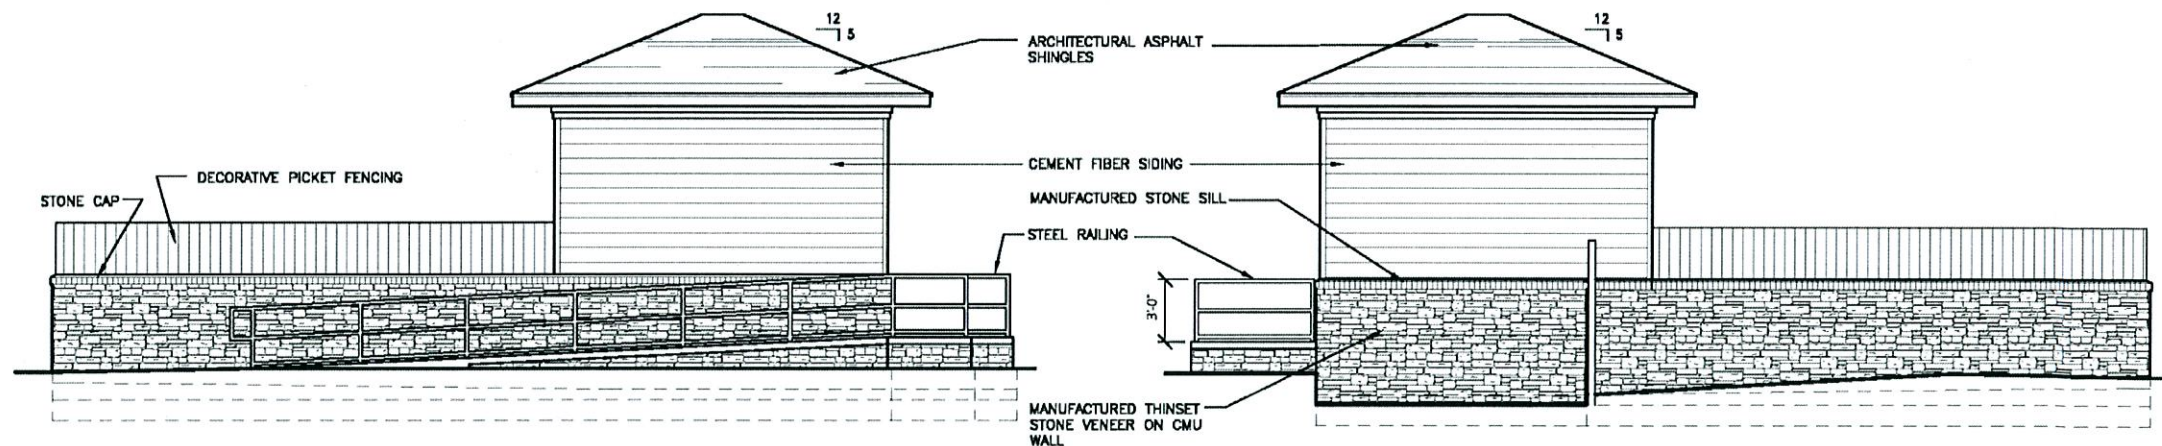 12
5
12
5
ARCHITECTURAL ASPHALT
SHINGLES
DECORATIVE PICKET FENCING
STONE CAP
CEMENT FIBER SIDING
MANUFACTURED STONE SILL
STEEL RAILING
3'-0"
MANUFACTURED THINSET
STONE VENEER ON CMU
WALL